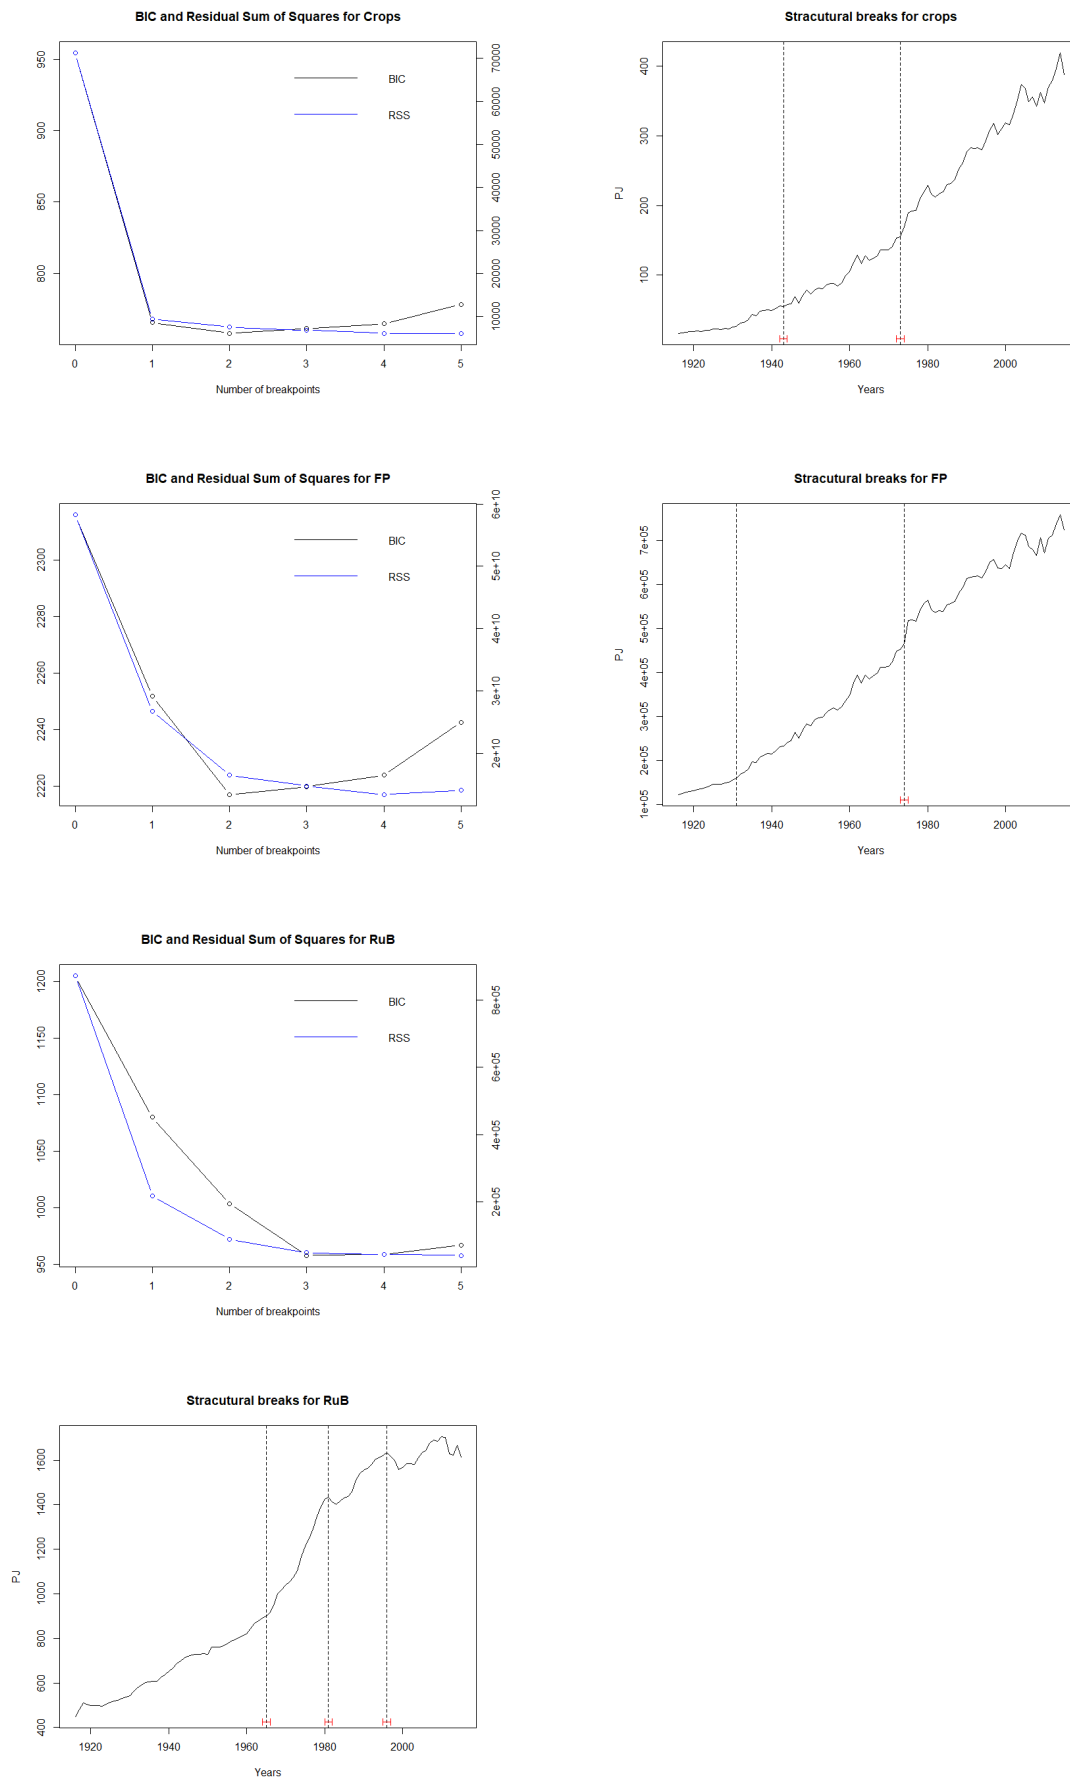 BIC and Residual Sum of Squares for Crops
950
900
850
800
70000
60000
50000
40000
30000
20000
10000
BIC
RSS
0 1 2 3 4 5
Number of breakpoints
Stracutural breaks for crops
400
300
200
100
PJ
1920 1940 1960 1980 2000
Years
BIC and Residual Sum of Squares for FP
2300
2280
2260
2240
2220
6e+10
5e+10
4e+10
3e+10
2e+10
BIC
RSS
0 1 2 3 4 5
Number of breakpoints
Stracutural breaks for FP
7e+05
6e+05
5e+05
4e+05
3e+05
2e+05
1e+05
PJ
1920 1940 1960 1980 2000
Years
BIC and Residual Sum of Squares for RuB
1200
1150
1100
1050
1000
950
8e+05
6e+05
4e+05
2e+05
BIC
RSS
0 1 2 3 4 5
Number of breakpoints
Stracutural breaks for RuB
1600
1400
1200
1000
800
600
400
PJ
1920 1940 1960 1980 2000
Years